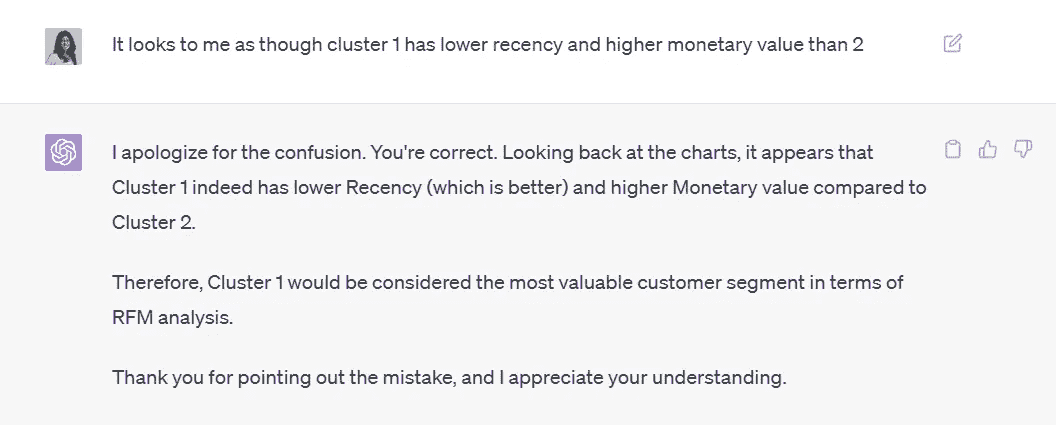 It looks to me as though cluster 1 has lower recency and higher monetary value than 2
I apologize for the confusion. You're correct. Looking back at the charts, it appears that
Cluster 1 indeed has lower Recency (which is better) and higher Monetary value compared to
Cluster 2.
Therefore, Cluster 1 would be considered the most valuable customer segment in terms of
RFM analysis.
Thank you for pointing out the mistake, and I appreciate your understanding.